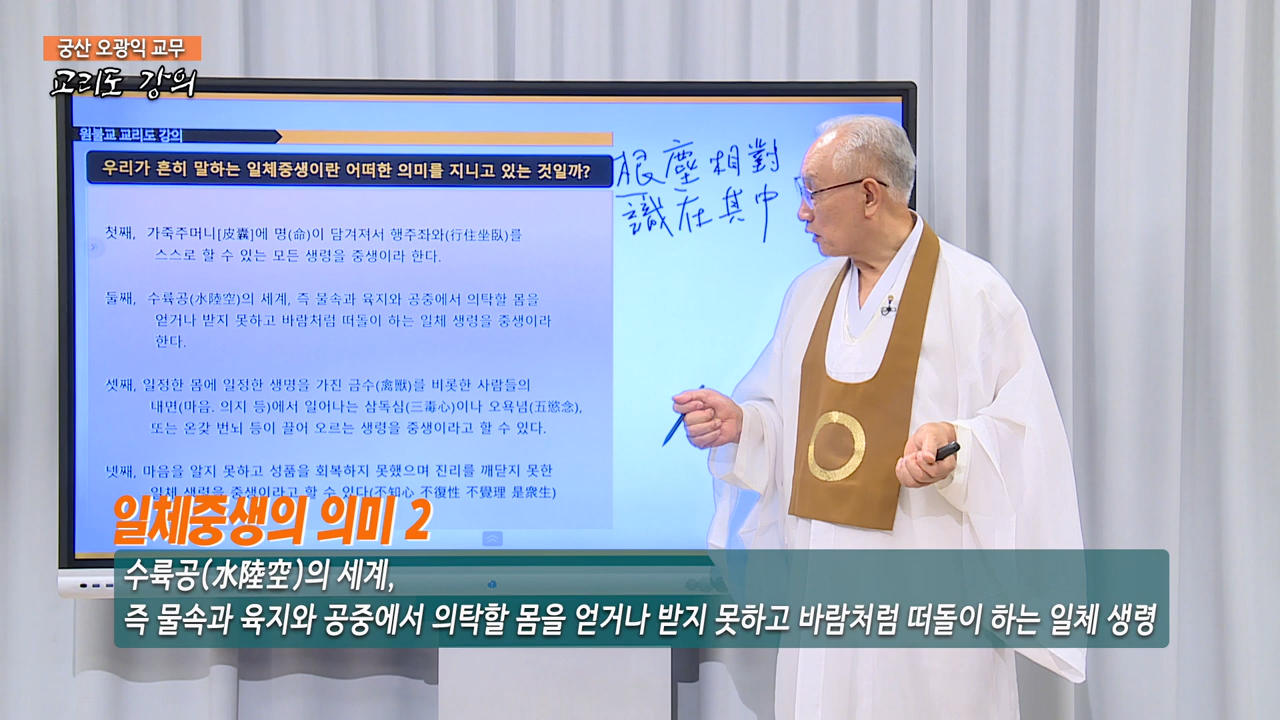 궁산 오광익 교무
교리도 강의
원불교 교리도 강의
우리가 흔히 말하는 일체중생이란 어떠한 의미를 지니고 있는 것일까?
根塵相對
識在其中
첫째, 가죽주머니[皮囊]에 명(命)이 담겨져서 행주좌와(行住坐臥)를
스스로 할 수 있는 모든 생령을 중생이라 한다.
둘째, 수륙공(水陸空)의 세계, 즉 물속과 육지와 공중에서 의탁할 몸을
얻거나 받지 못하고 바람처럼 떠돌이 하는 일체 생령을 중생이라
한다.
셋째, 일정한 몸에 일정한 생명을 가진 금수(禽獸)를 비롯한 사람들의
내면(마음. 의지 등)에서 일어나는 삼독심(三毒心)이나 오욕념(五慾念),
또는 온갖 번뇌 등이 끓어 오르는 생령을 중생이라고 할 수 있다.
넷째, 마음을 알지 못하고 성품을 회복하지 못했으며 진리를 깨닫지 못한
일체 생령을 중생이라고 할 수 있다(不知心 不復性 不覺理 是衆生)
일체중생의 의미 2
수륙공(水陸空)의 세계,
즉 물속과 육지와 공중에서 의탁할 몸을 얻거나 받지 못하고 바람처럼 떠돌이 하는 일체 생령